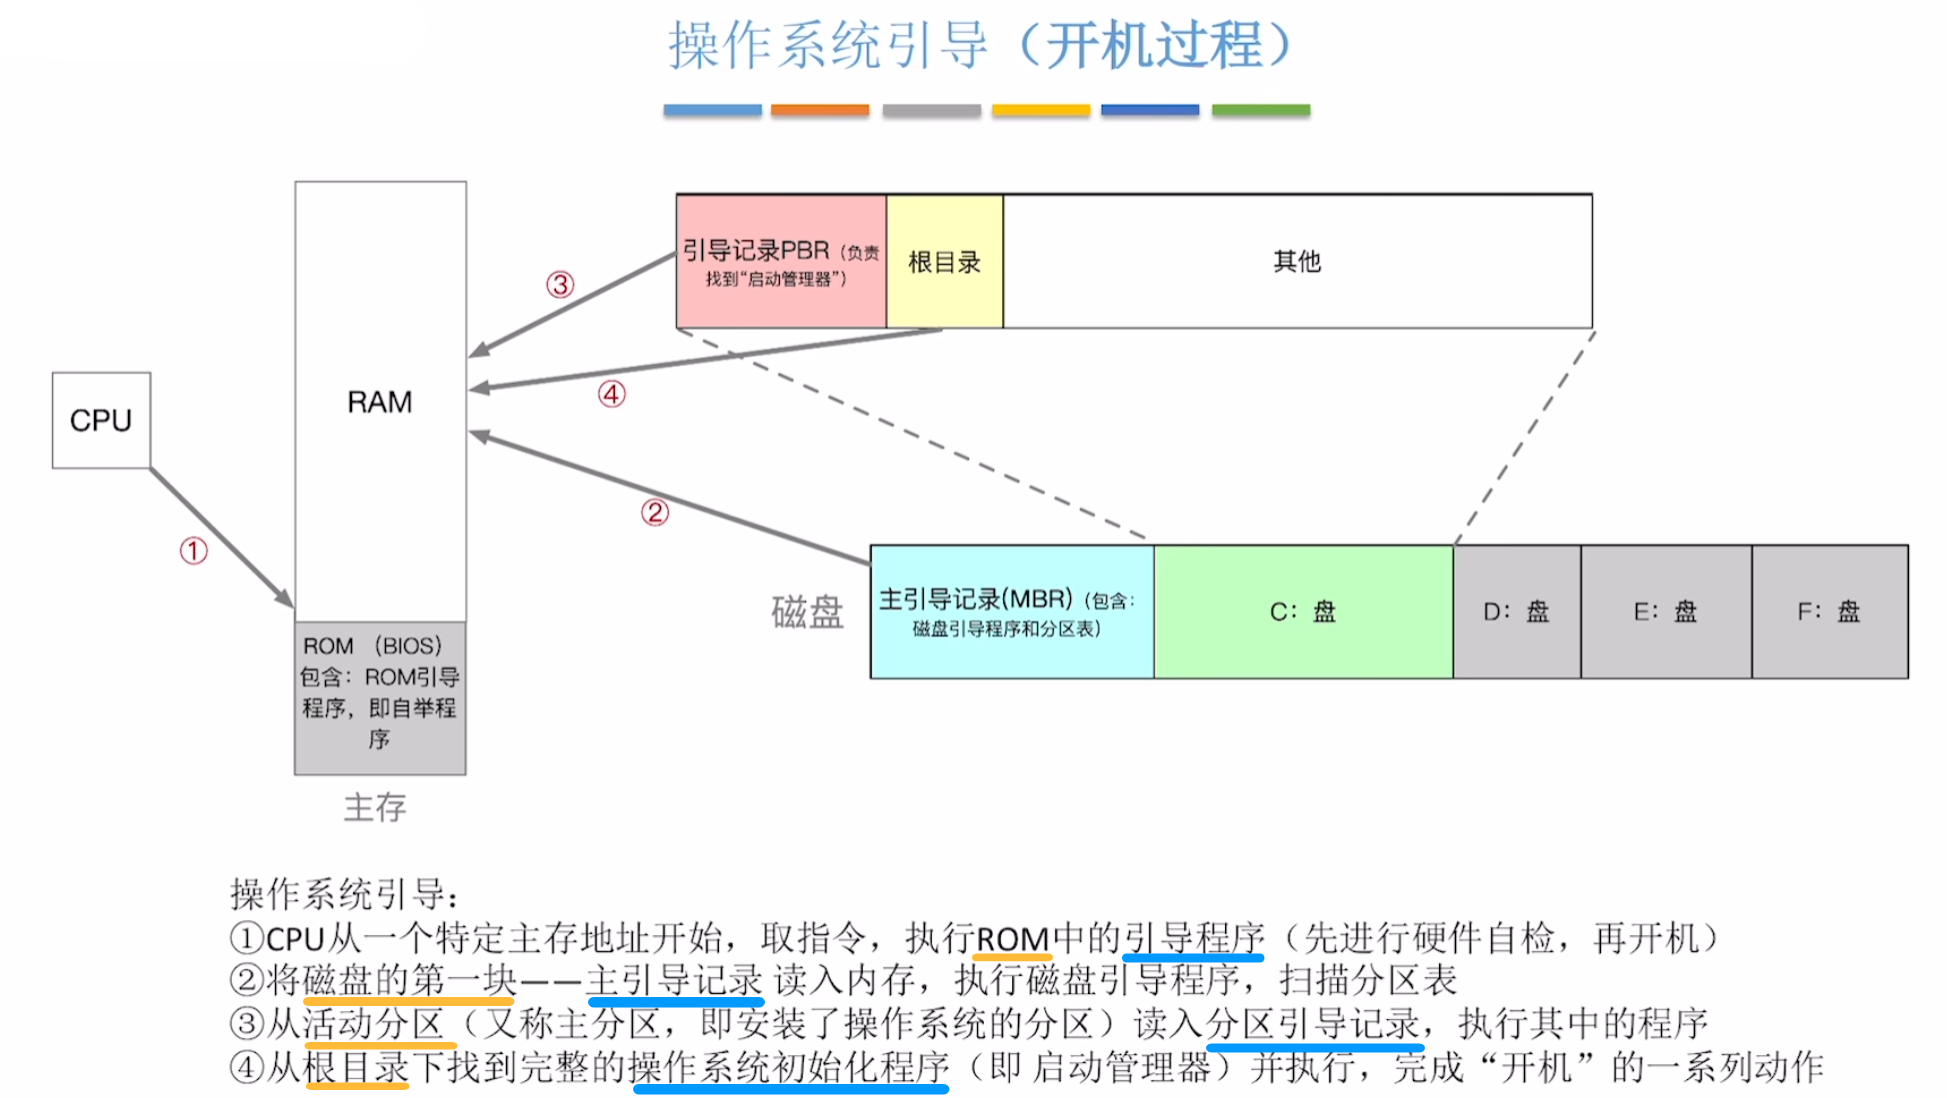 操作系统引导（开机过程）
引导记录PBR（负责
找到“启动管理器”）
根目录
其他
③
④
CPU
RAM
②
①
磁盘
主引导记录(MBR)（包含：
磁盘引导程序和分区表）
C：盘
D：盘
E：盘
F：盘
ROM （BIOS）
包含：ROM引导
程序，即自举程
序
主存
操作系统引导：
①CPU从一个特定主存地址开始，取指令，执行ROM中的引导程序（先进行硬件自检，再开机）
②将磁盘的第一块——主引导记录 读入内存，执行磁盘引导程序，扫描分区表
③从活动分区（又称主分区，即安装了操作系统的分区）读入分区引导记录，执行其中的程序
④从根目录下找到完整的操作系统初始化程序（即 启动管理器）并执行，完成“开机”的一系列动作